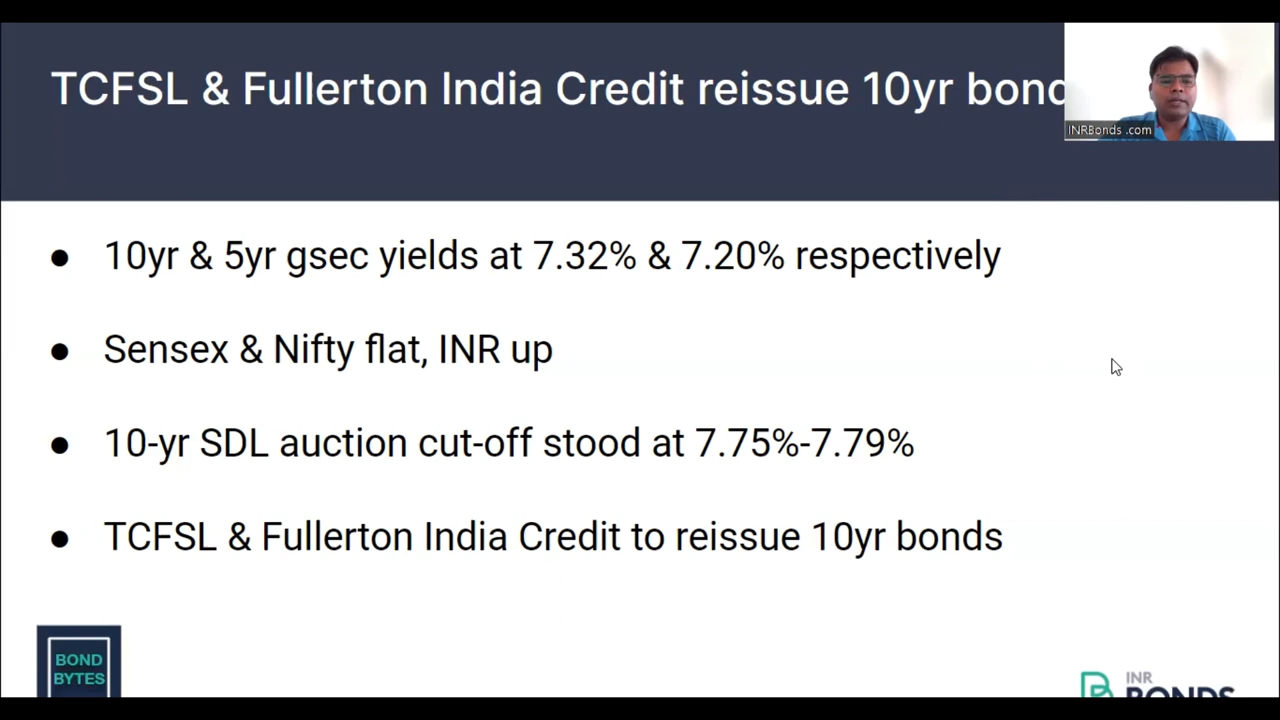 TCFSL & Fullerton India Credit reissue 10yr bond
INRBonds .com
● 10yr & 5yr gsec yields at 7.32% & 7.20% respectively
● Sensex & Nifty flat, INR up
● 10-yr SDL auction cut-off stood at 7.75%-7.79%
● TCFSL & Fullerton India Credit to reissue 10yr bonds
BOND
BYTES
INR
BONDS